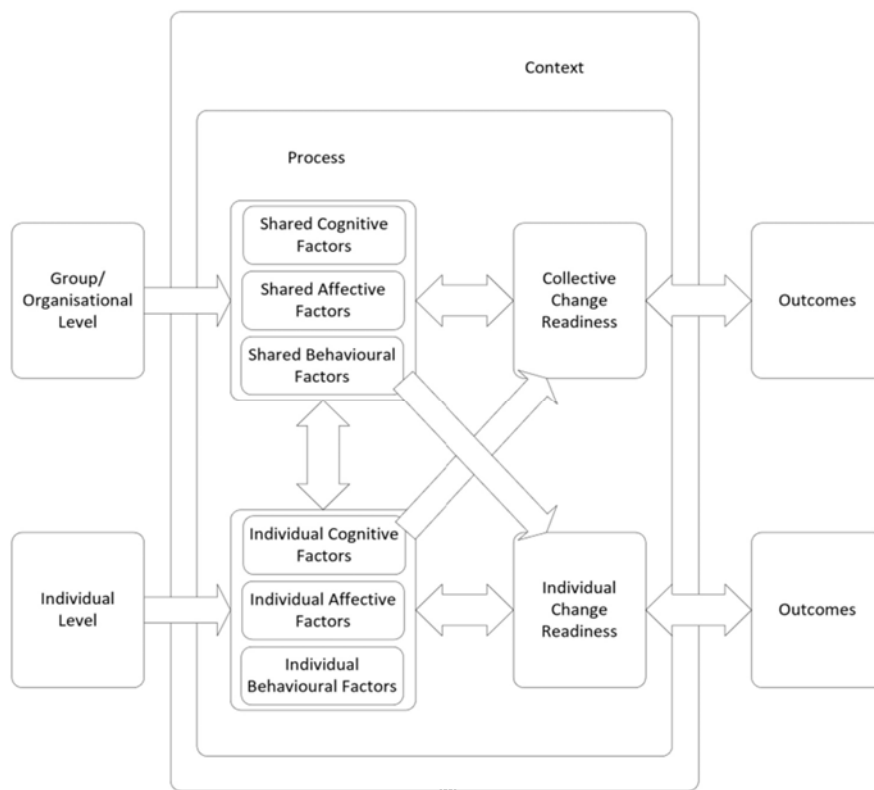 Context
Process
Shared Cognitive
Factors
Shared Affective
Factors
Shared Behavioural
Factors
Group/
Organisational
Level
Collective
Change
Readiness
Outcomes
Individual Cognitive
Factors
Individual Affective
Factors
Individual
Behavioural Factors
Individual
Level
Individual
Change
Readiness
Outcomes